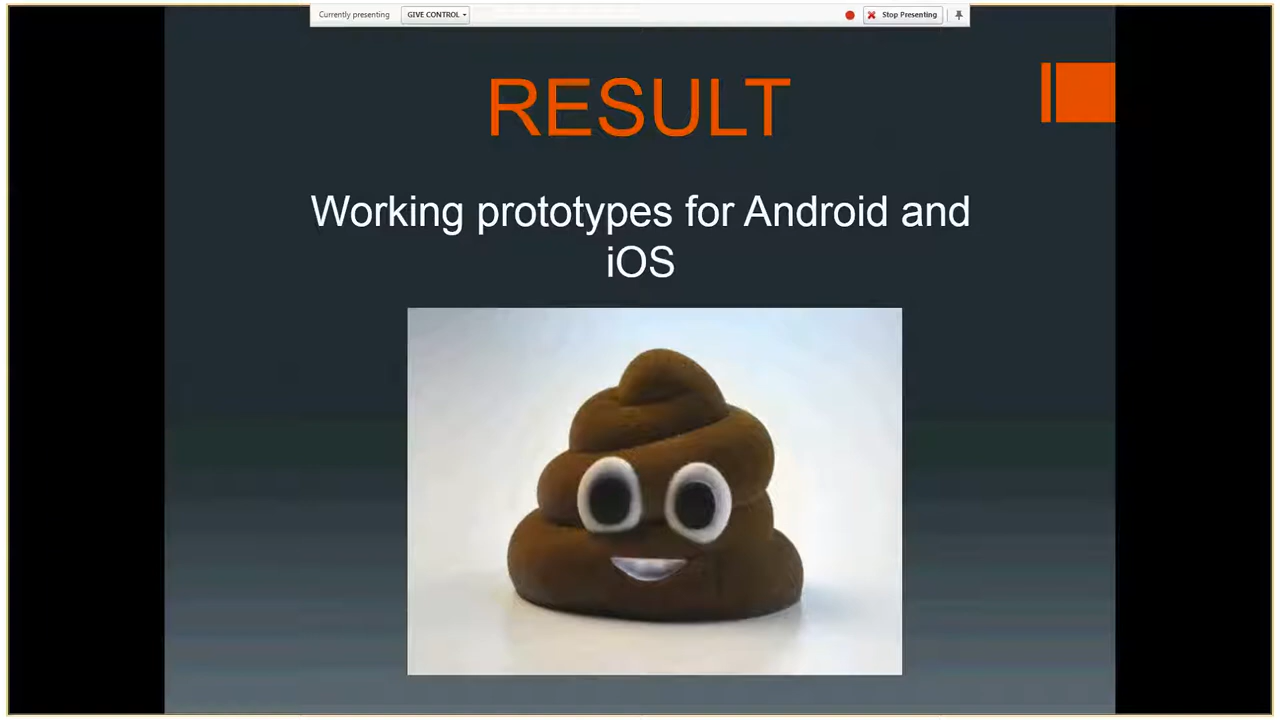 Currently presenting GIVE CONTROL Stop Presenting
RESULT
Working prototypes for Android and
iOS